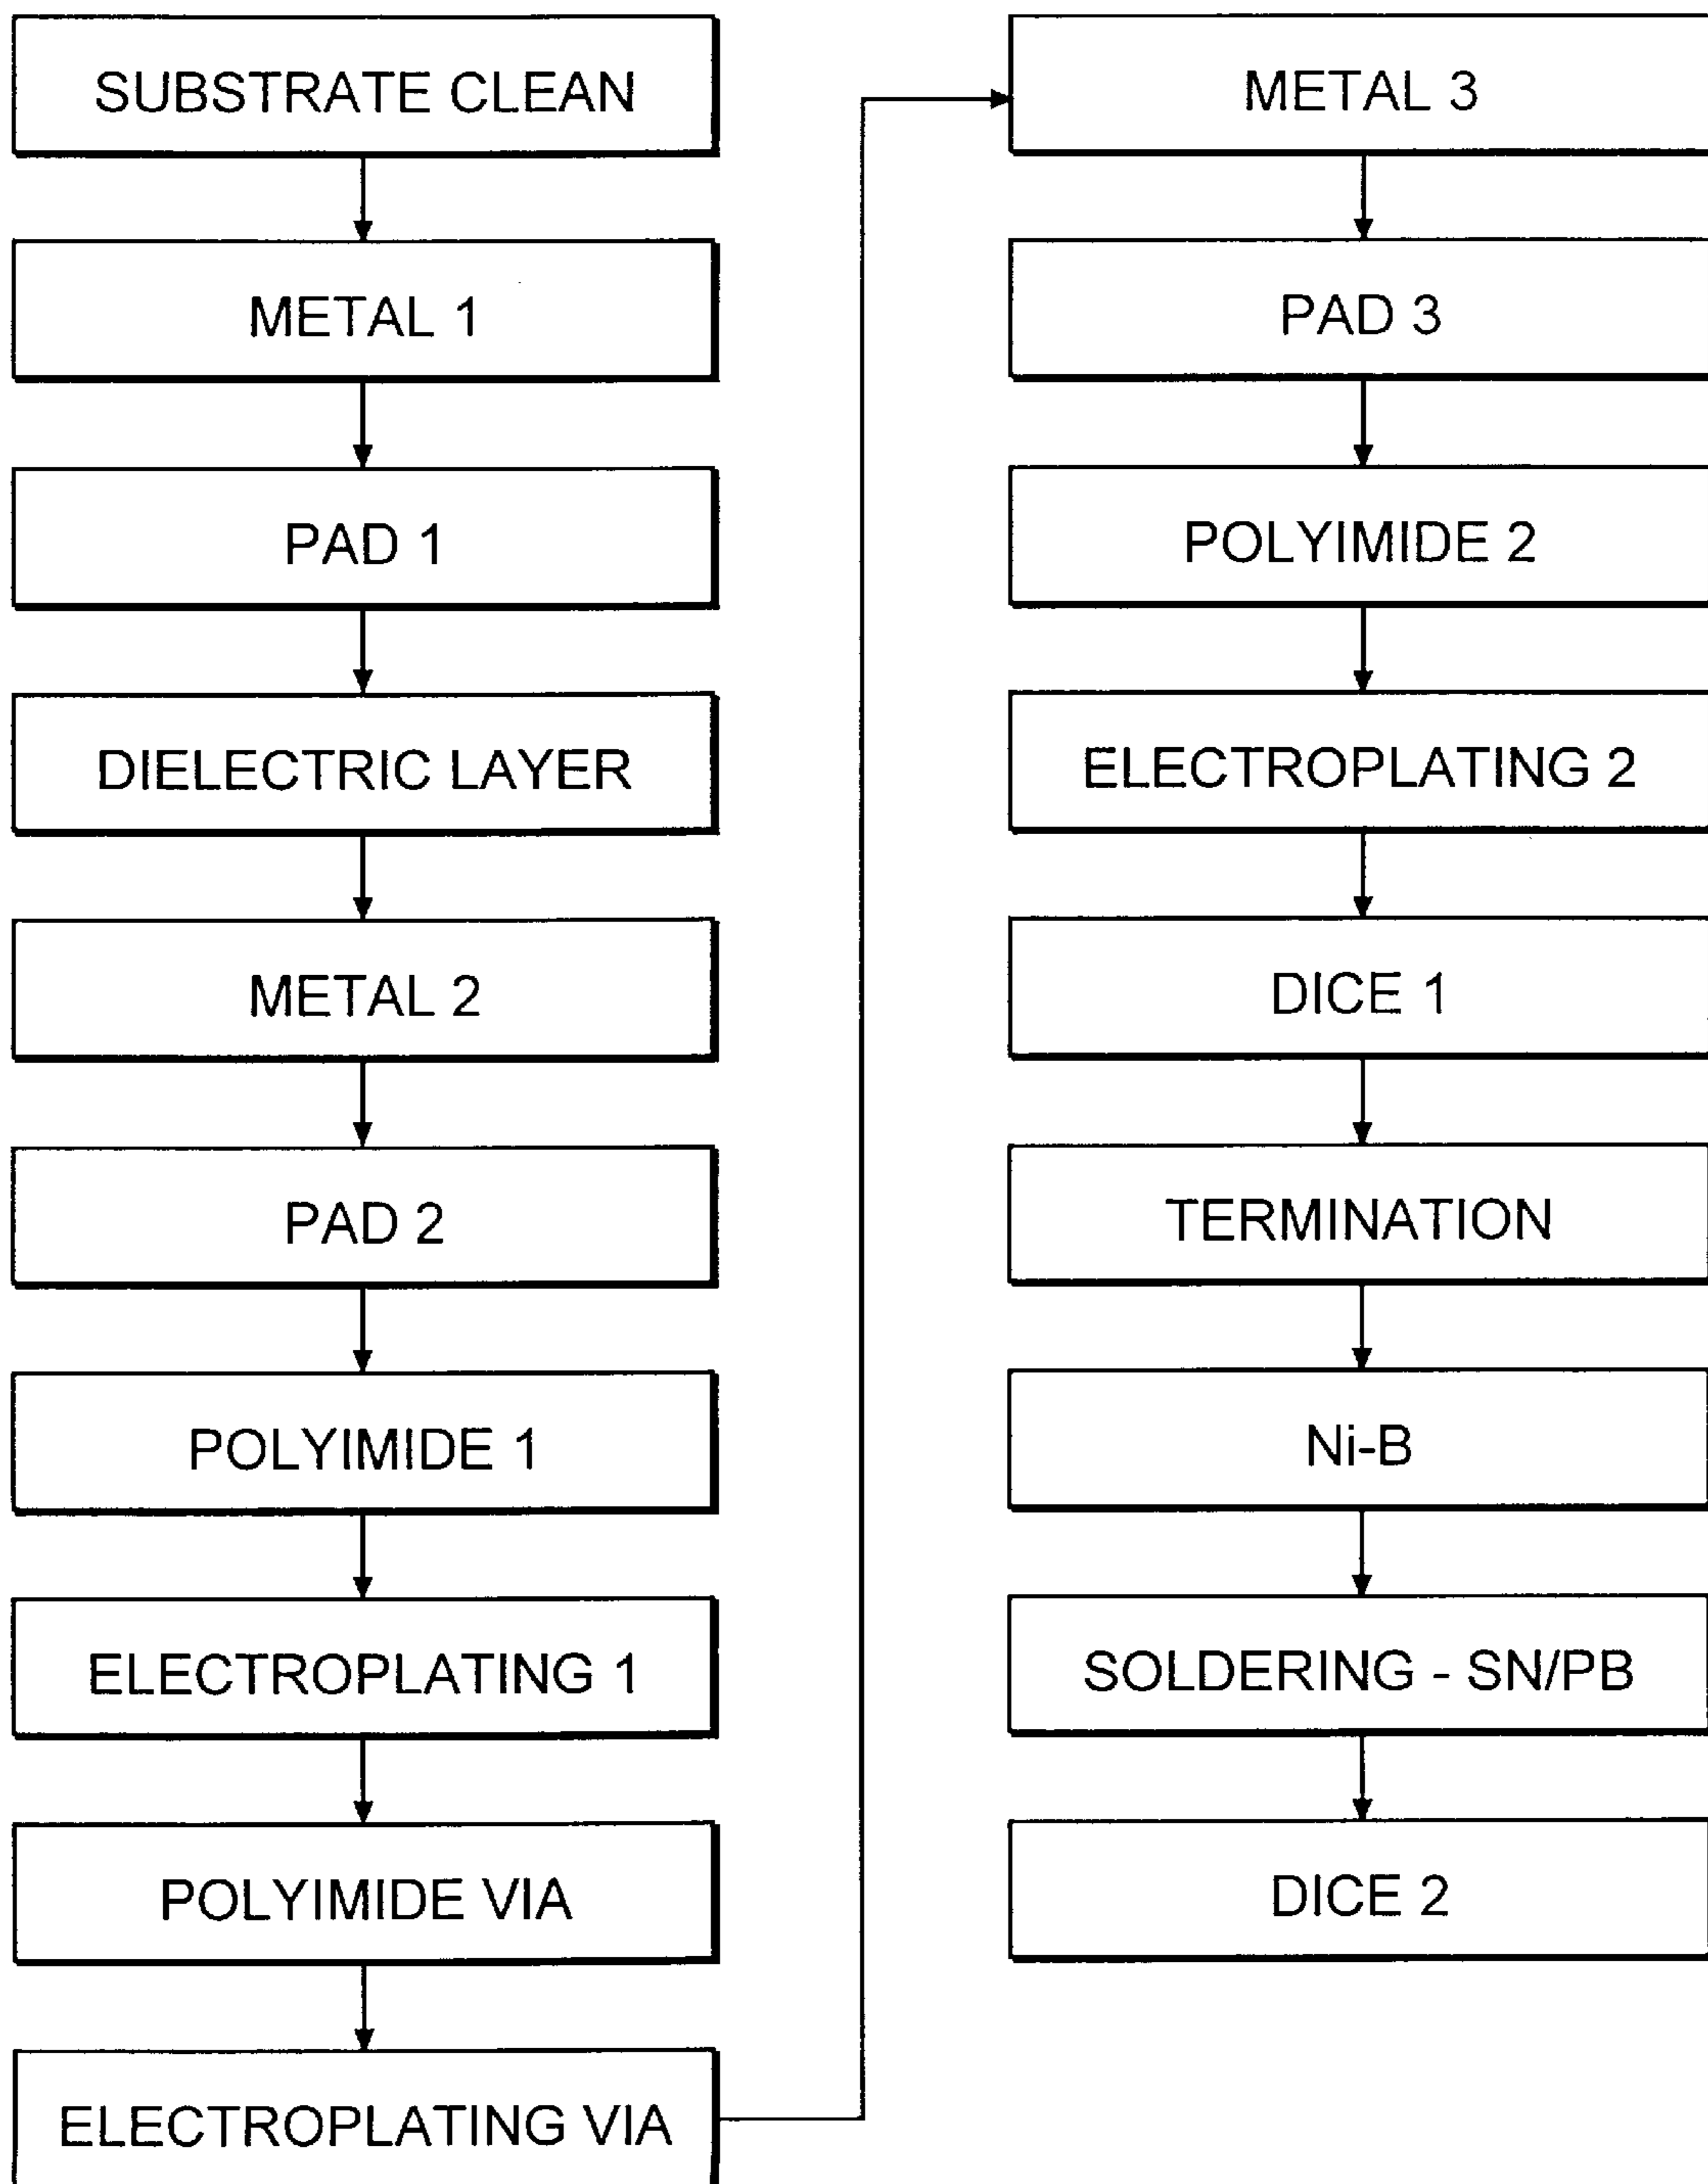 SUBSTRATE CLEAN
METAL 1
PAD 1
DIELECTRIC LAYER
METAL 2
PAD 2
POLYIMIDE 1
ELECTROPLATING 1
POLYIMIDE VIA
ELECTROPLATING VIA
METAL 3
PAD 3
POLYIMIDE 2
ELECTROPLATING 2
DICE 1
TERMINATION
Ni-B
SOLDERING - SN/PB
DICE 2